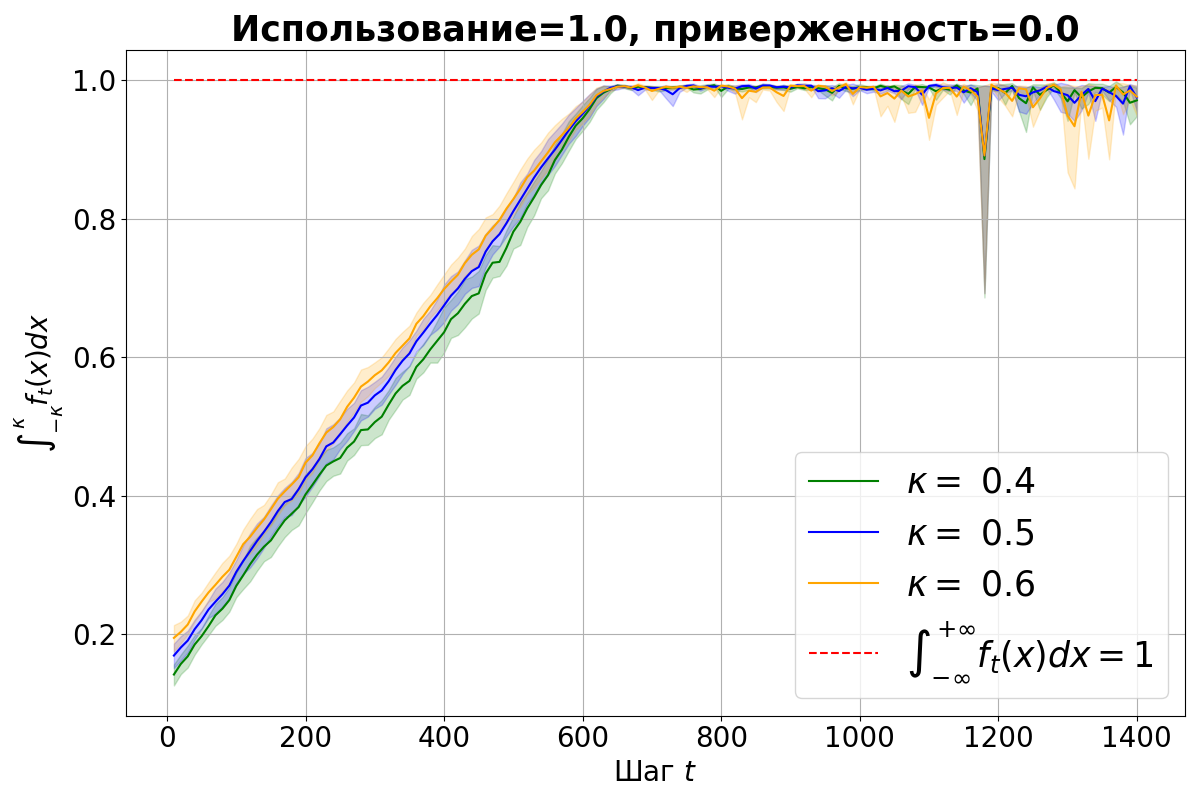 Использование=1.0, приверженность=0.0
1.0
0.8
0.6
0.4
0.2
∫_{-κ}^{κ} f_t(x)dx
κ = 0.4
κ = 0.5
κ = 0.6
∫_{-∞}^{+∞} f_t(x)dx = 1
0 200 400 600 800 1000 1200 1400
Шаг t